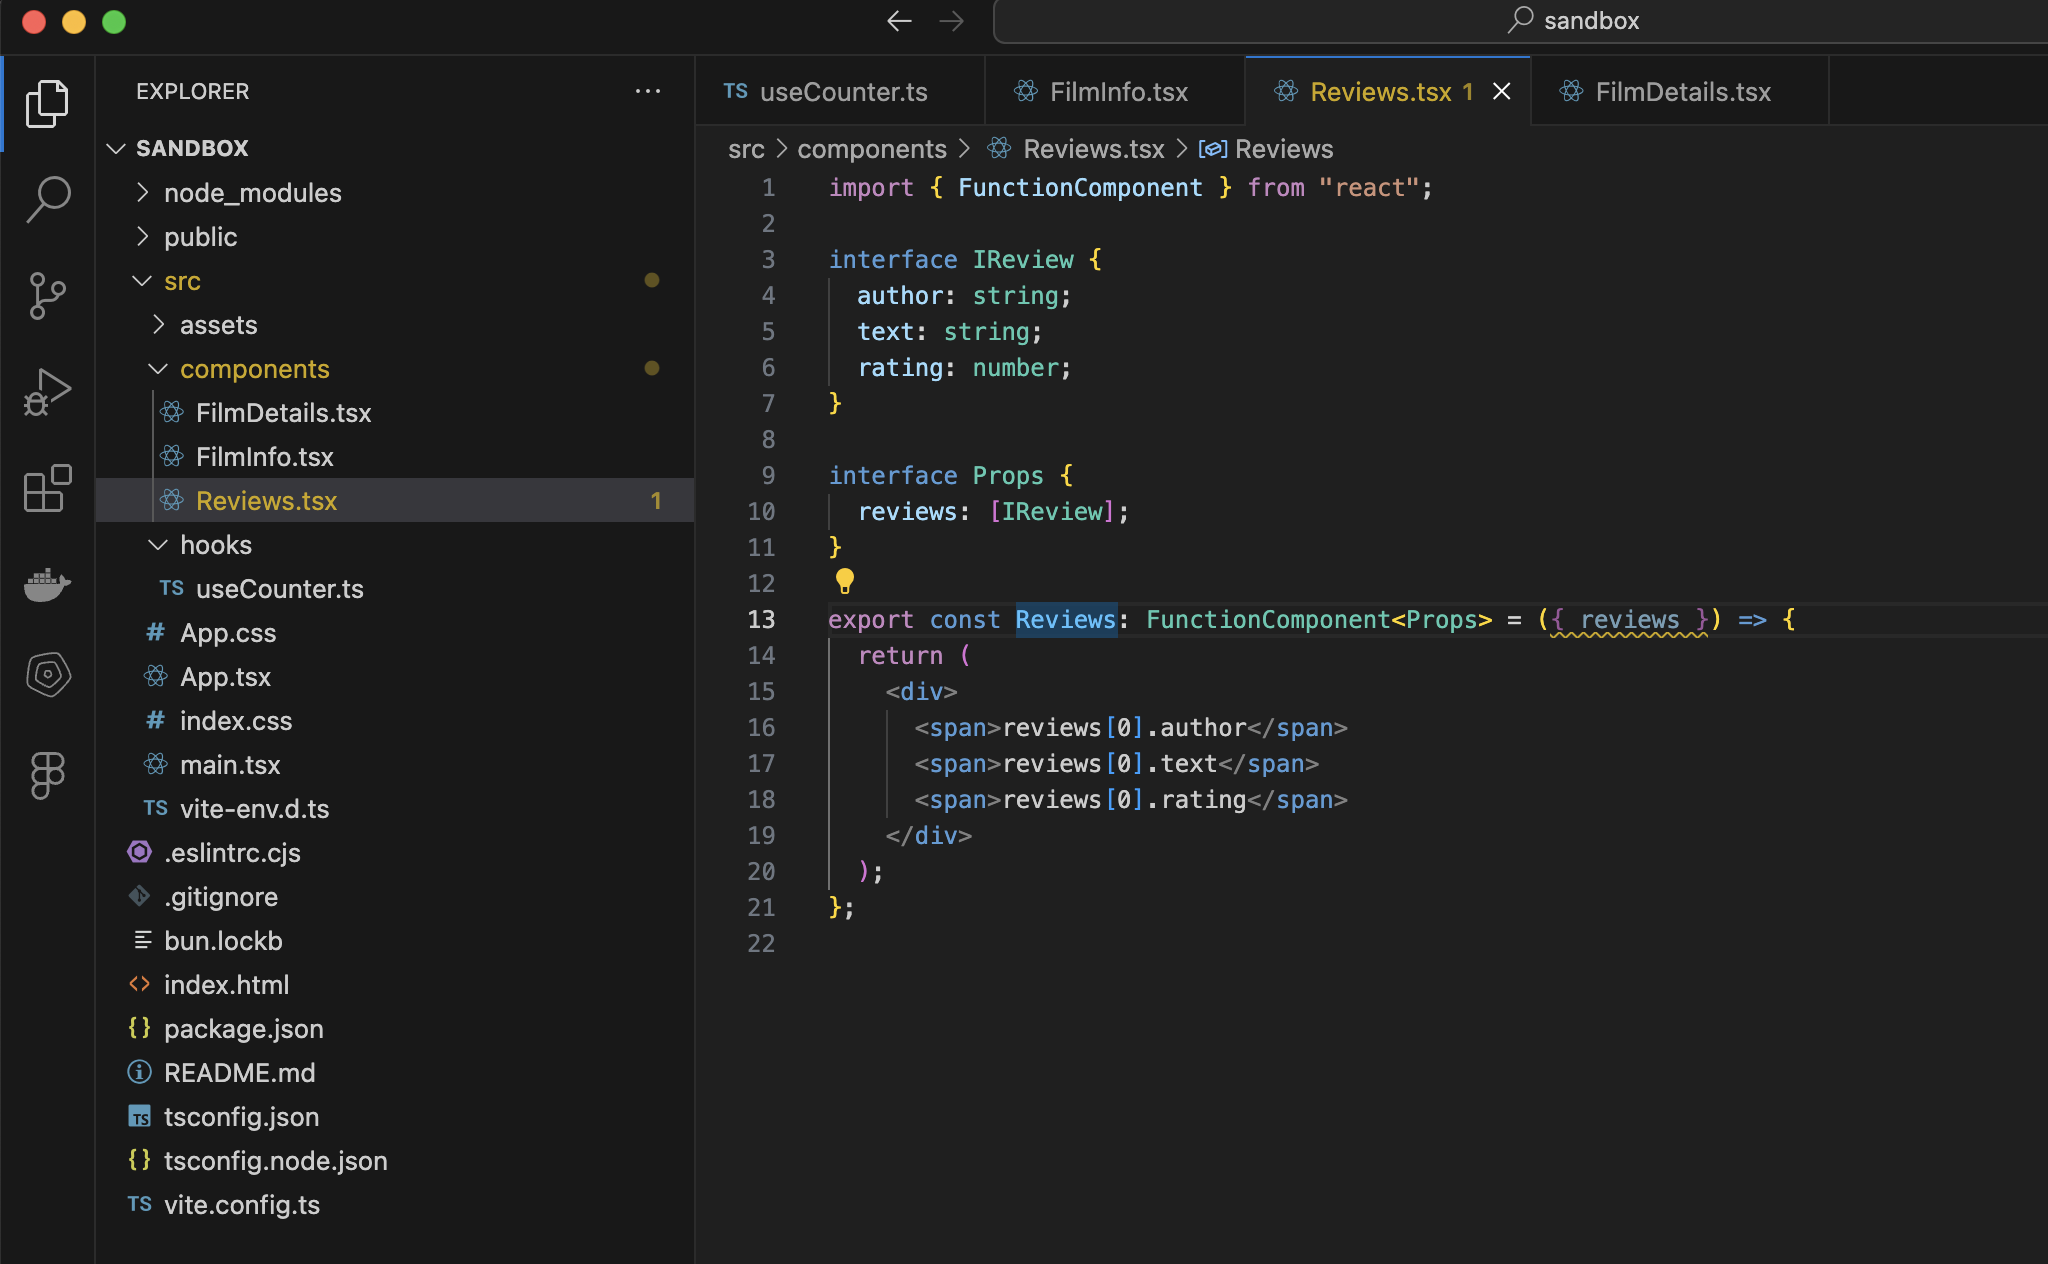 sandbox
EXPLORER
SANDBOX
node_modules
public
src
assets
components
FilmDetails.tsx
FilmInfo.tsx
Reviews.tsx 1
hooks
TS useCounter.ts
# App.css
App.tsx
# index.css
main.tsx
TS vite-env.d.ts
.eslintrc.cjs
.gitignore
bun.lockb
<> index.html
{} package.json
README.md
TS tsconfig.json
{} tsconfig.node.json
TS vite.config.ts
TS useCounter.ts
FilmInfo.tsx
Reviews.tsx 1
FilmDetails.tsx
src > components > Reviews.tsx > Reviews
1 import { FunctionComponent } from "react";
2
3 interface IReview {
4 author: string;
5 text: string;
6 rating: number;
7 }
8
9 interface Props {
10 reviews: [IReview];
11 }
12
13 export const Reviews: FunctionComponent<Props> = ({ reviews }) => {
14 return (
15 <div>
16 <span>reviews[0].author</span>
17 <span>reviews[0].text</span>
18 <span>reviews[0].rating</span>
19 </div>
20 );
21 };
22